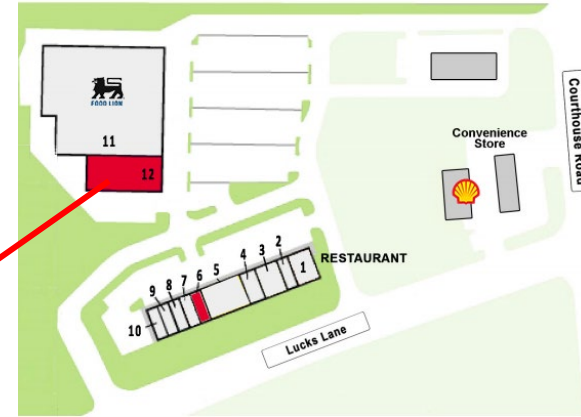 FOOD LION
11
12
Convenience
Store
Courthouse Road
RESTAURANT
1
2
3
4
5
6
7
8
9
10
Lucks Lane